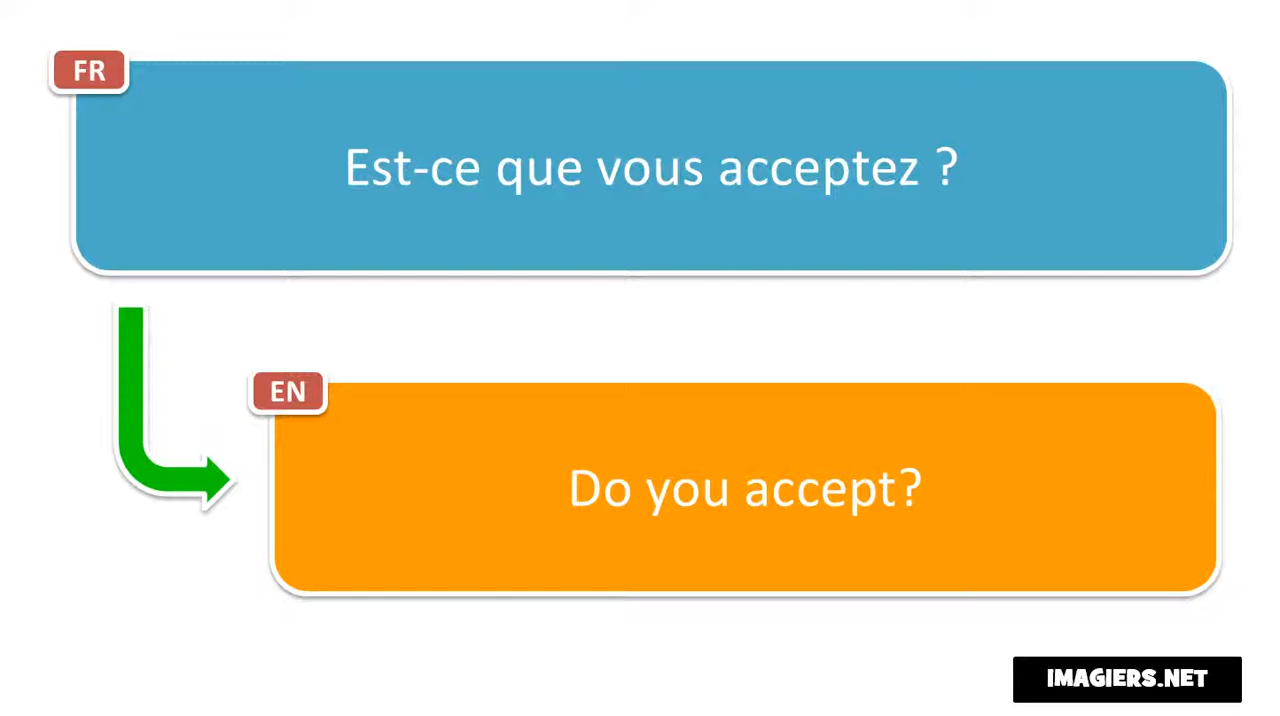 FR
Est-ce que vous acceptez ?
EN
Do you accept?
IMAGIERS.NET